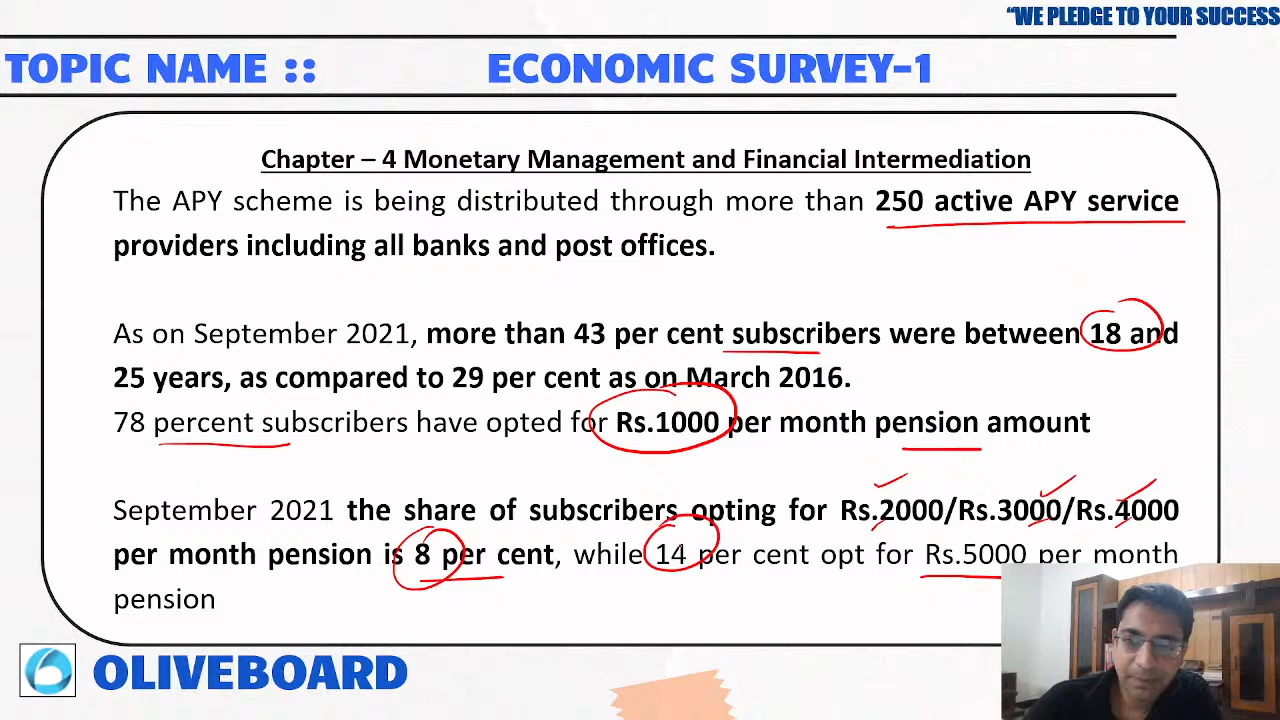 “WE PLEDGE TO YOUR SUCCESS
TOPIC NAME :: ECONOMIC SURVEY-1
Chapter – 4 Monetary Management and Financial Intermediation
The APY scheme is being distributed through more than 250 active APY service
providers including all banks and post offices.
As on September 2021, more than 43 per cent subscribers were between 18 and
25 years, as compared to 29 per cent as on March 2016.
78 percent subscribers have opted for Rs.1000 per month pension amount
September 2021 the share of subscribers opting for Rs.2000/Rs.3000/Rs.4000
per month pension is 8 per cent, while 14 per cent opt for Rs.5000 per month
pension
OLIVEBOARD